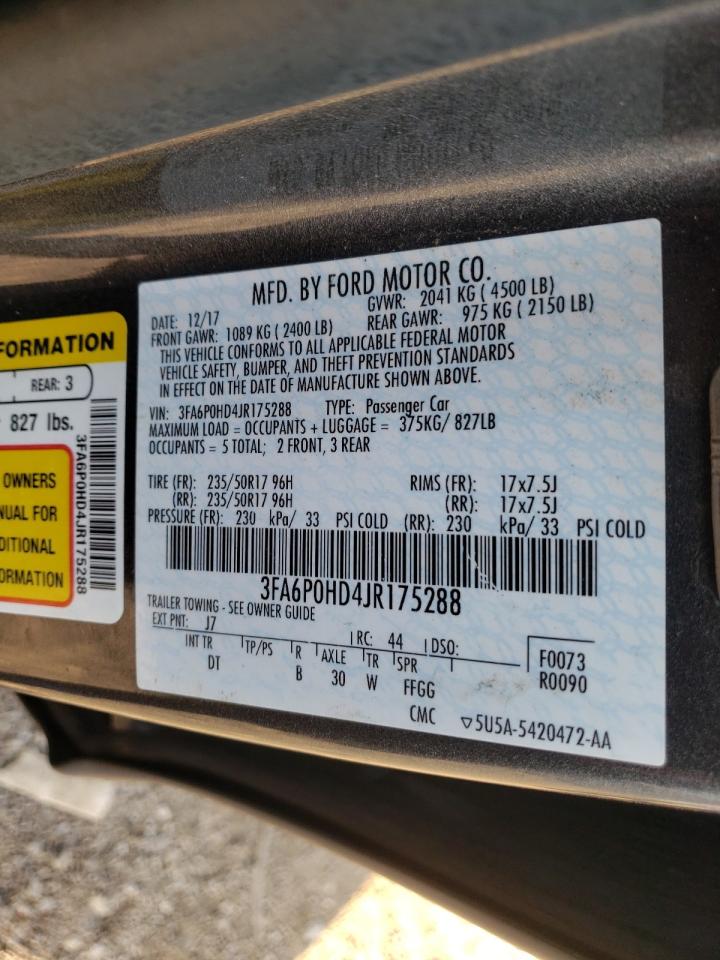 FORMATION
REAR: 3
827 lbs.
OWNERS
NUAL FOR
DITIONAL
ORMATION
3FA6P0HD4JR175288
MFD. BY FORD MOTOR CO.
DATE: 12/17 GVWR: 2041 KG ( 4500 LB)
FRONT GAWR: 1089 KG ( 2400 LB) REAR GAWR: 975 KG ( 2150 LB)
THIS VEHICLE CONFORMS TO ALL APPLICABLE FEDERAL MOTOR
VEHICLE SAFETY, BUMPER, AND THEFT PREVENTION STANDARDS
IN EFFECT ON THE DATE OF MANUFACTURE SHOWN ABOVE.
VIN: 3FA6P0HD4JR175288 TYPE: Passenger Car
MAXIMUM LOAD = OCCUPANTS + LUGGAGE = 375KG/ 827LB
OCCUPANTS = 5 TOTAL; 2 FRONT, 3 REAR
TIRE (FR): 235/50R17 96H RIMS (FR): 17x7.5J
(RR): 235/50R17 96H (RR): 17x7.5J
PRESSURE (FR): 230 kPa/ 33 PSI COLD (RR): 230 kPa/ 33 PSI COLD
3FA6P0HD4JR175288
TRAILER TOWING - SEE OWNER GUIDE
EXT PNT: J7 RC: 44 DSO:
INT TR TP/PS R AXLE TR SPR F0073
DT B 30 W FFGG R0090
CMC ▽5U5A-5420472-AA